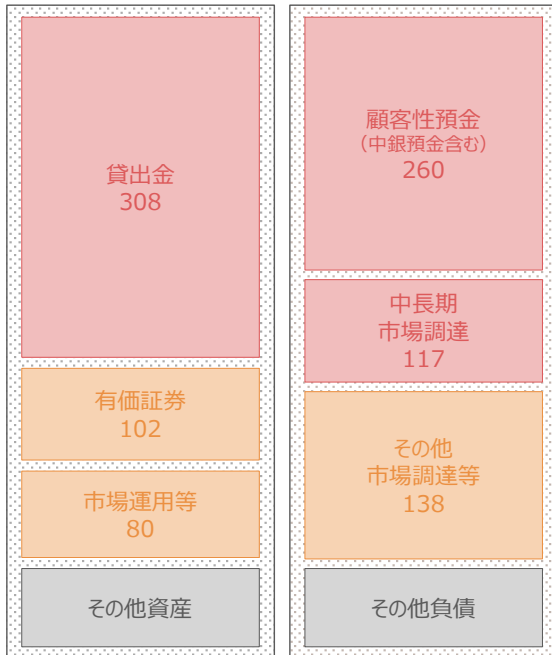 貸出金
308
有価証券
102
市場運用等
80
その他資産
顧客性預金
（中銀預金含む）
260
中長期
市場調達
117
その他
市場調達等
138
その他負債